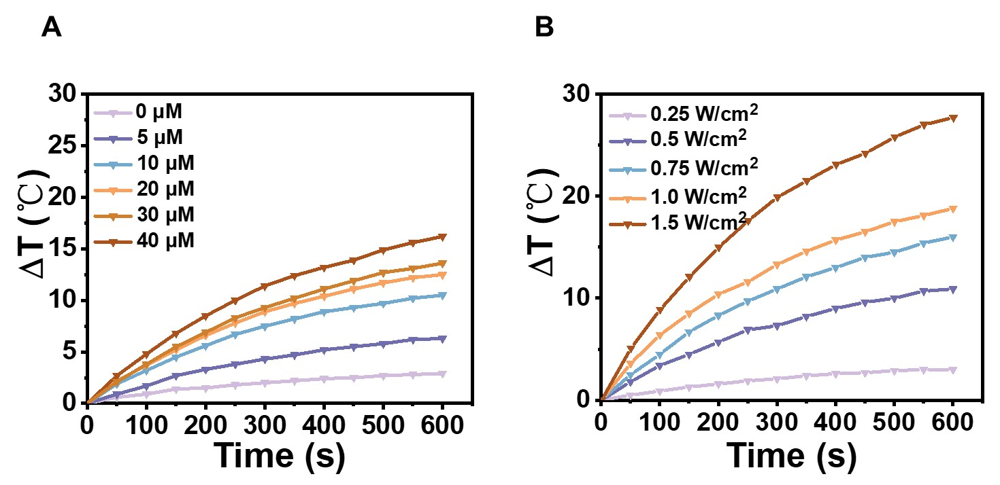 A
30
25
20
15
10
5
0
ΔT (℃)
0 μM
5 μM
10 μM
20 μM
30 μM
40 μM
0 100 200 300 400 500 600
Time (s)
B
30
20
10
0
ΔT (℃)
0.25 W/cm²
0.5 W/cm²
0.75 W/cm²
1.0 W/cm²
1.5 W/cm²
0 100 200 300 400 500 600
Time (s)